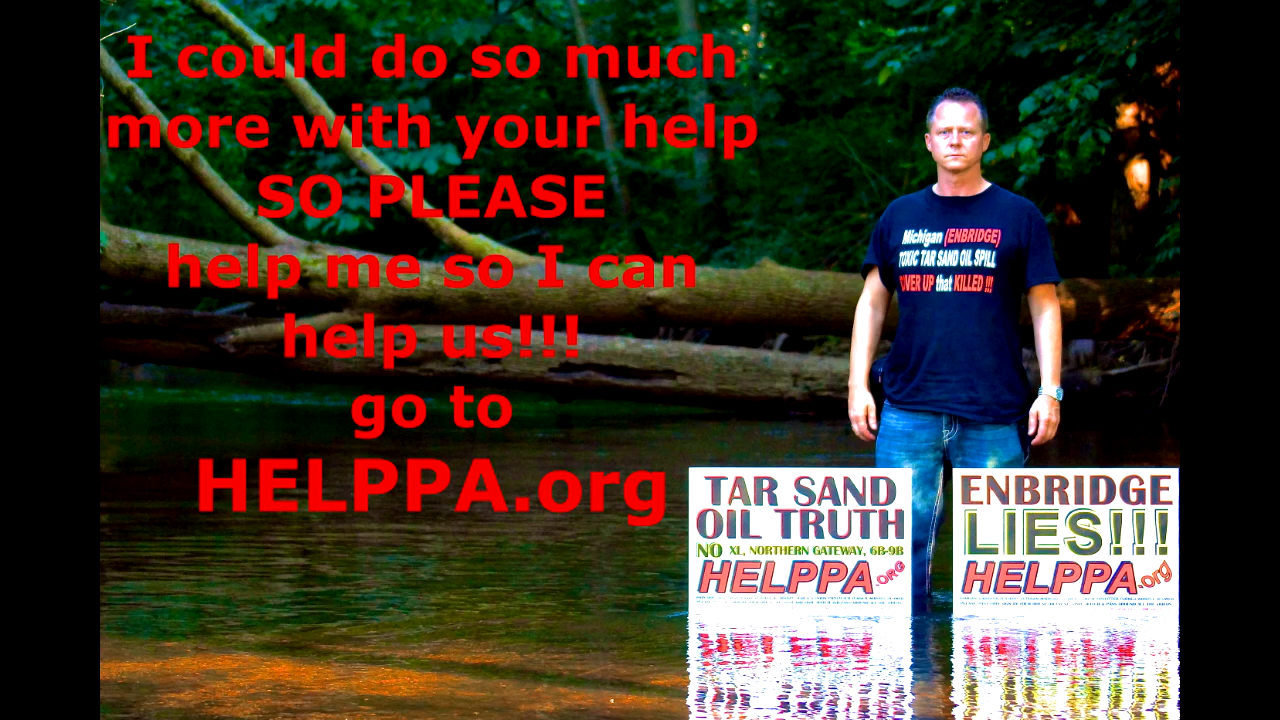 I could do so much
more with your help
SO PLEASE
help me so I can
help us!!!
go to
HELPPA.org
Michigan (ENBRIDGE)
TOXIC TAR SAND OIL SPILL
COVER UP that KILLED !!!
TAR SAND
OIL TRUTH
NO XL, NORTHERN GATEWAY, 6B-9B
HELPPA.ORG
ENBRIDGE
LIES!!!
HELPPA.org